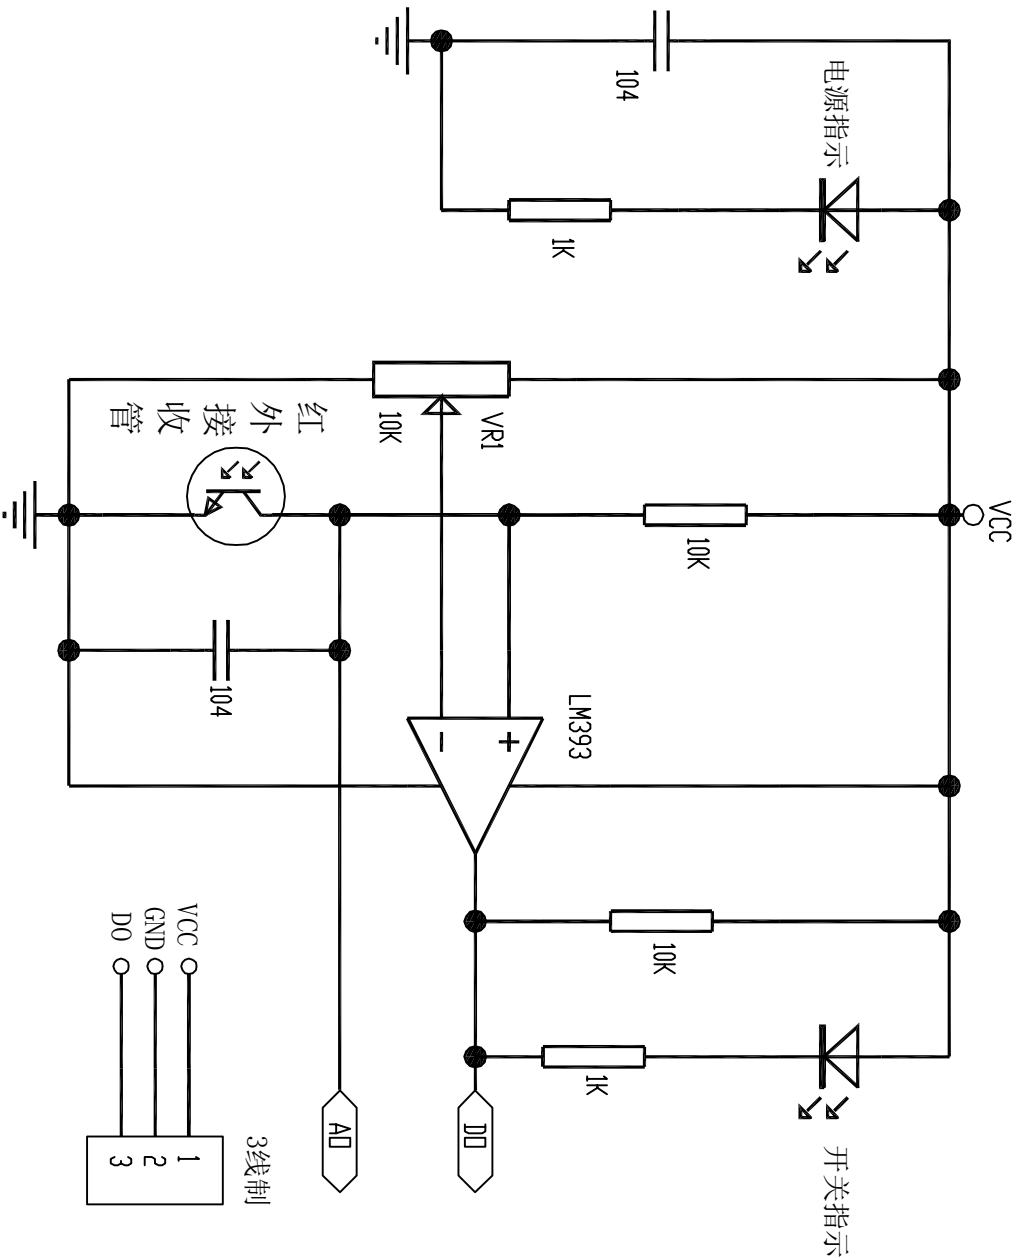 VCC
电源指示
开关指示
10K
10K
104
1K
LM393
1K
VR1
+
-
DO
10K
AO
红
外
接
收
管
104
3线制
VCC 1
GND 2
DO 3